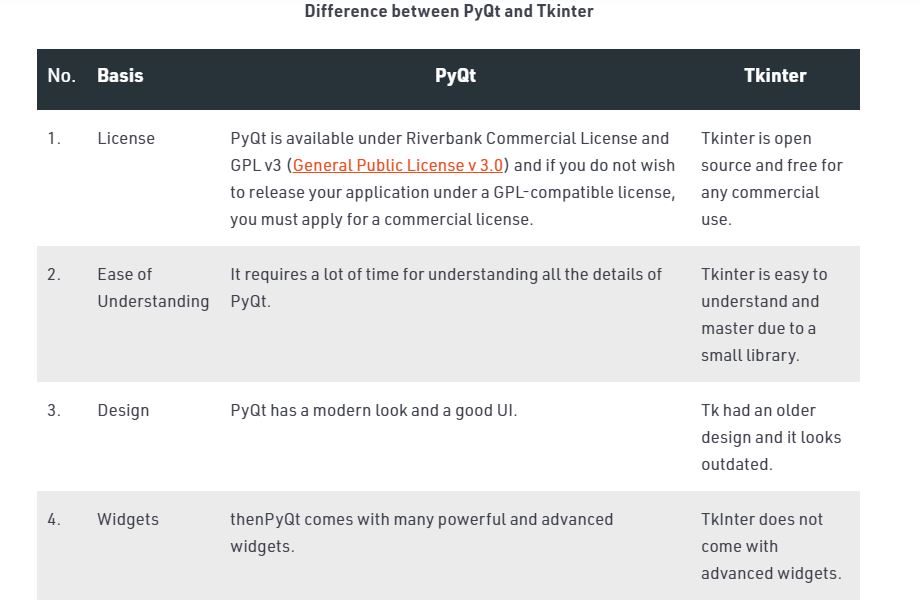 Difference between PyQt and Tkinter
No. Basis PyQt Tkinter
1. License PyQt is available under Riverbank Commercial License and Tkinter is open
GPL v3 (General Public License v 3.0) and if you do not wish source and free for
to release your application under a GPL-compatible license, any commercial
you must apply for a commercial license. use.
2. Ease of It requires a lot of time for understanding all the details of Tkinter is easy to
Understanding PyQt. understand and
master due to a
small library.
3. Design PyQt has a modern look and a good UI. Tk had an older
design and it looks
outdated.
4. Widgets thenPyQt comes with many powerful and advanced TkInter does not
widgets. come with
advanced widgets.